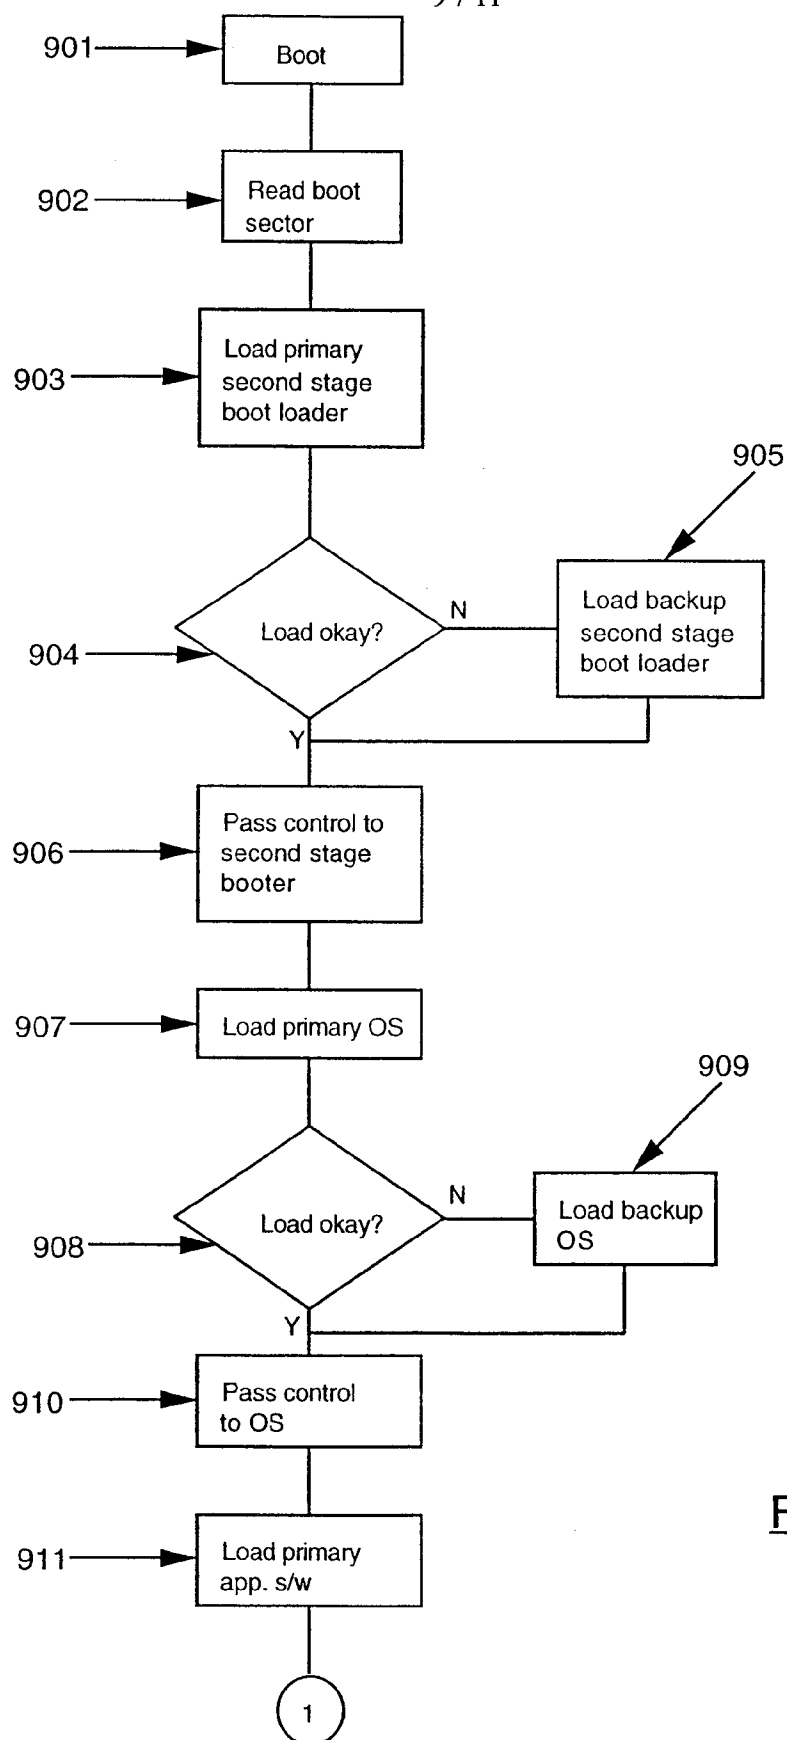 901
Boot
902
Read boot
sector
903
Load primary
second stage
boot loader
905
904
Load okay?
N
Load backup
second stage
boot loader
Y
906
Pass control to
second stage
booter
907
Load primary OS
909
908
Load okay?
N
Load backup
OS
Y
910
Pass control
to OS
911
Load primary
app. s/w
1